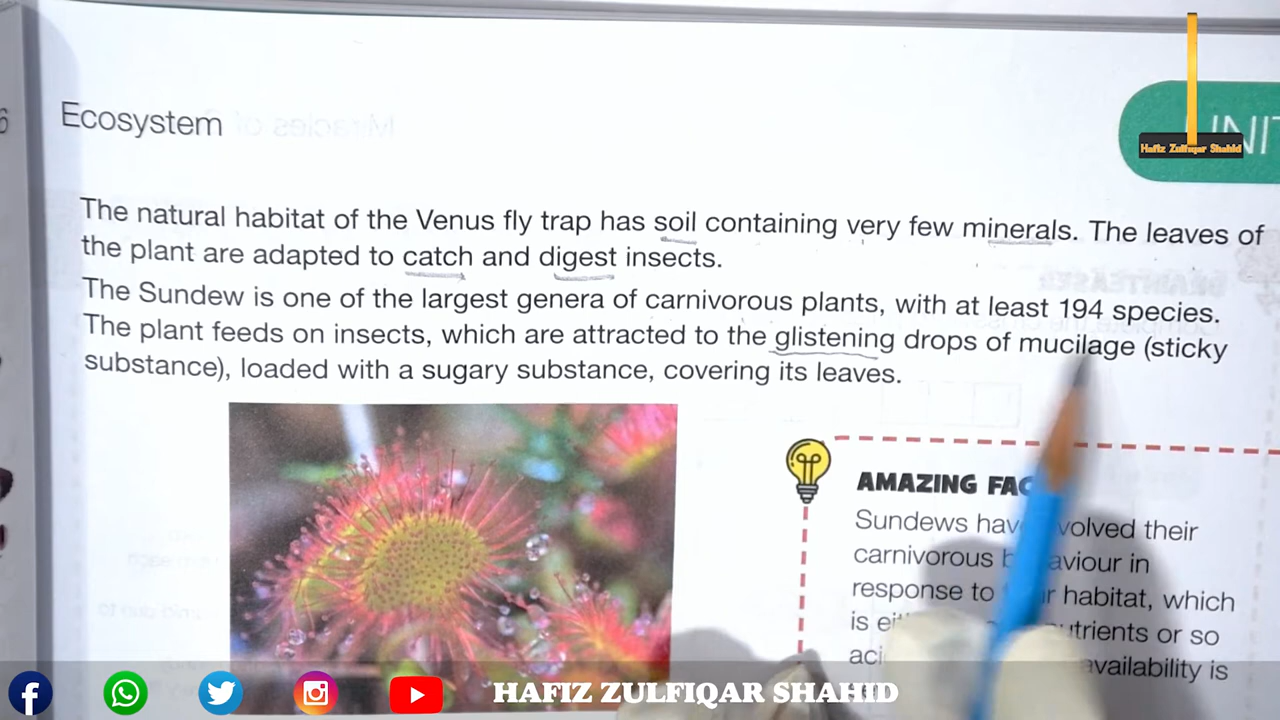 Ecosystem
UNIT
Hafiz Zulfiqar Shahid
The natural habitat of the Venus fly trap has soil containing very few minerals. The leaves of
the plant are adapted to catch and digest insects.
The Sundew is one of the largest genera of carnivorous plants, with at least 194 species.
The plant feeds on insects, which are attracted to the glistening drops of mucilage (sticky
substance), loaded with a sugary substance, covering its leaves.
AMAZING
Sundews their
carnivorous in
response to habitat, which
is or so
availability is
HAFIZ ZULFIQAR SHAHID